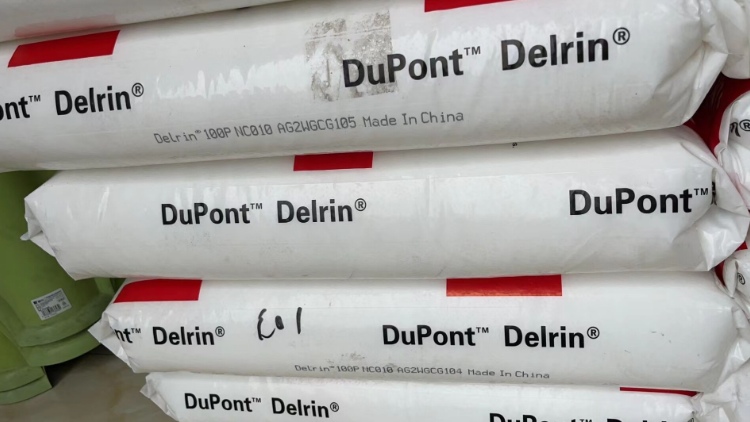 DuPont™ Delrin®
nt™ Delrin®
Delrin™ 100P NC010 AG2WGCG105 Made In China
DuPont™ Delrin®
DuPont™
nt™ Delrin®
E01
DuPont™ Delrin®
Delrin™ 100P NC010 AG2WGCG104 Made In China
DuPont™ Delrin®